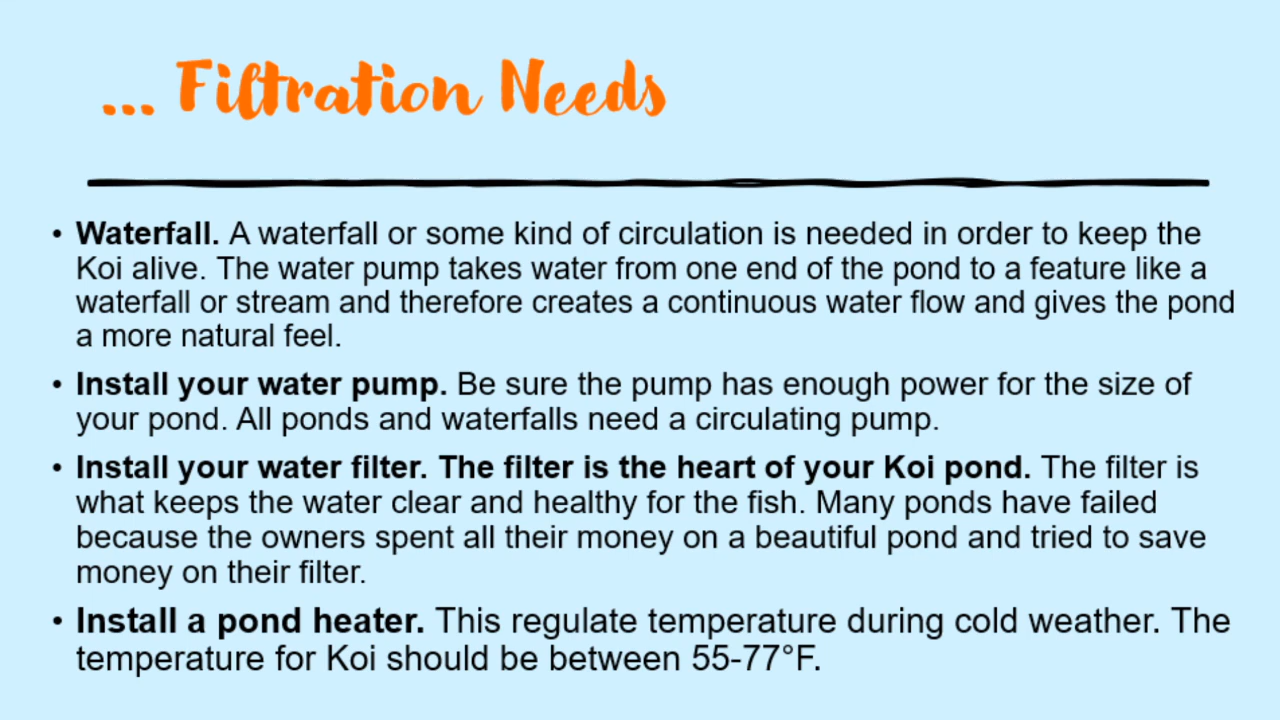 ... Filtration Needs
• Waterfall. A waterfall or some kind of circulation is needed in order to keep the
Koi alive. The water pump takes water from one end of the pond to a feature like a
waterfall or stream and therefore creates a continuous water flow and gives the pond
a more natural feel.
• Install your water pump. Be sure the pump has enough power for the size of
your pond. All ponds and waterfalls need a circulating pump.
• Install your water filter. The filter is the heart of your Koi pond. The filter is
what keeps the water clear and healthy for the fish. Many ponds have failed
because the owners spent all their money on a beautiful pond and tried to save
money on their filter.
• Install a pond heater. This regulate temperature during cold weather. The
temperature for Koi should be between 55-77°F.